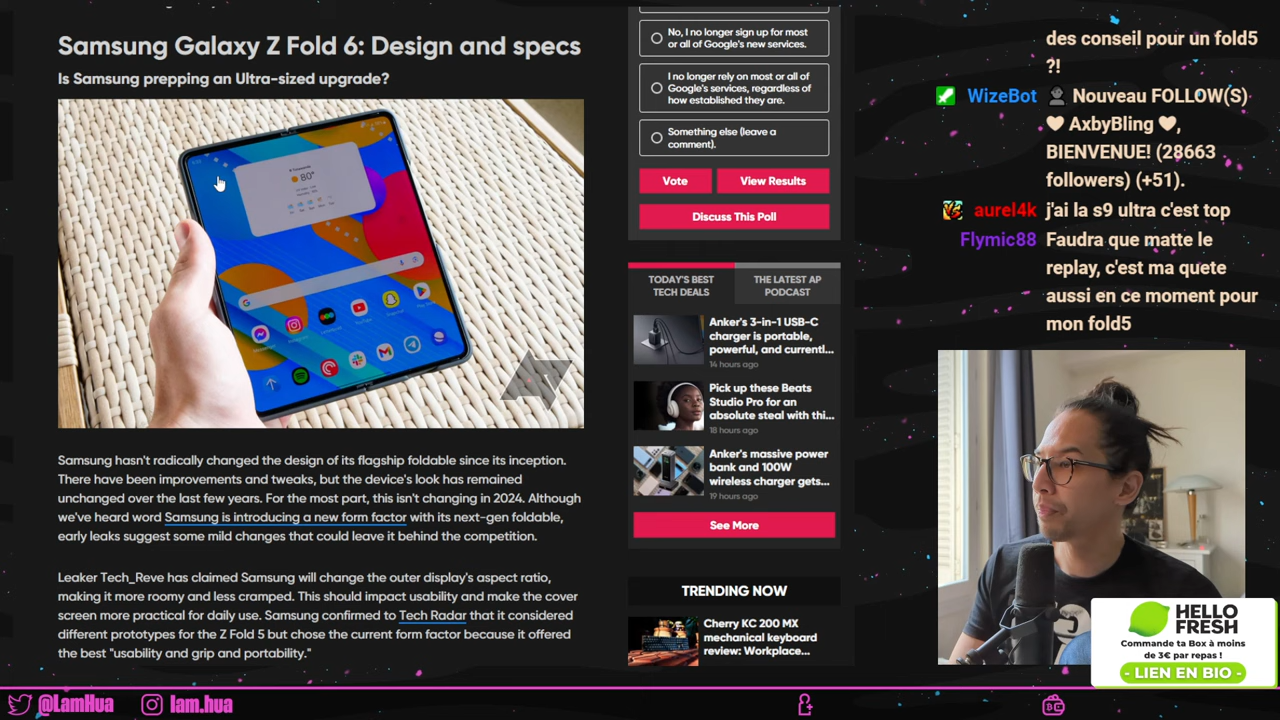 Samsung Galaxy Z Fold 6: Design and specs
Is Samsung prepping an Ultra-sized upgrade?
80°
Samsung hasn't radically changed the design of its flagship foldable since its inception.
There have been improvements and tweaks, but the device's look has remained
unchanged over the last few years. For the most part, this isn't changing in 2024. Although
we've heard word Samsung is introducing a new form factor with its next-gen foldable,
early leaks suggest some mild changes that could leave it behind the competition.
Leaker Tech_Reve has claimed Samsung will change the outer display's aspect ratio,
making it more roomy and less cramped. This should impact usability and make the cover
screen more practical for daily use. Samsung confirmed to Tech Radar that it considered
different prototypes for the Z Fold 5 but chose the current form factor because it offered
the best "usability and grip and portability."
No, I no longer sign up for most
or all of Google's new services.
I no longer rely on most or all of
Google's services, regardless of
how established they are.
Something else (leave a
comment).
Vote
View Results
Discuss This Poll
TODAY'S BEST
TECH DEALS
THE LATEST AP
PODCAST
Anker's 3-in-1 USB-C
charger is portable,
powerful, and currentl...
14 hours ago
Pick up these Beats
Studio Pro for an
absolute steal with thi...
18 hours ago
Anker's massive power
bank and 100W
wireless charger gets...
19 hours ago
See More
TRENDING NOW
Cherry KC 200 MX
mechanical keyboard
review: Workplace...
des conseil pour un fold5
?!
WizeBot Nouveau FOLLOW(S)
AxbyBling,
BIENVENUE! (28663
followers) (+51).
aurel4k j'ai la s9 ultra c'est top
Flymic88 Faudra que matte le
replay, c'est ma quete
aussi en ce moment pour
mon fold5
HELLO
FRESH
Commande ta Box à moins
de 3€ par repas !
- LIEN EN BIO -
@LamHua
lam.hua